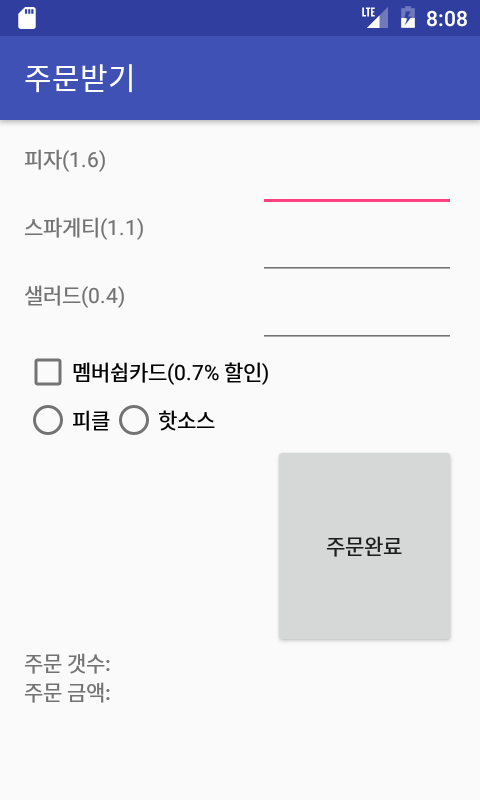 LTE 8:08
주문받기
피자(1.6)
스파게티(1.1)
샐러드(0.4)
멤버쉽카드(0.7% 할인)
피클 핫소스
주문완료
주문 갯수:
주문 금액: